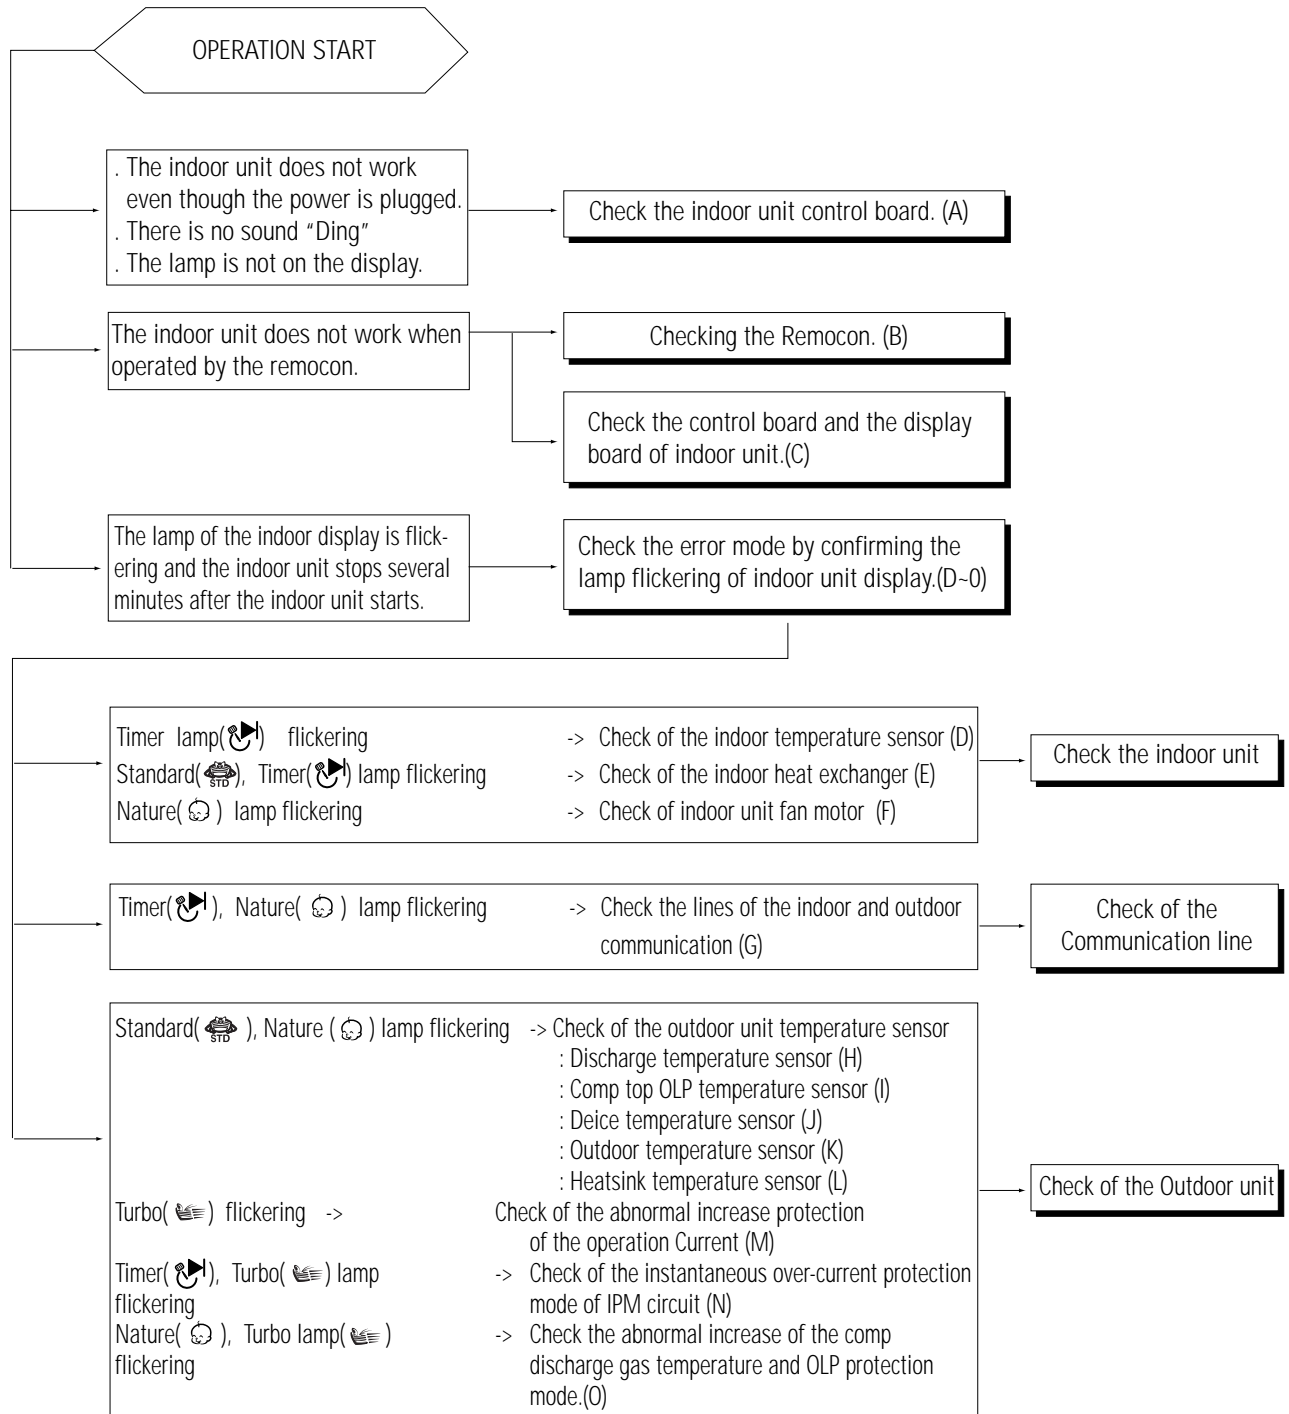 OPERATION START
. The indoor unit does not work
even though the power is plugged.
. There is no sound “Ding”
. The lamp is not on the display.
Check the indoor unit control board. (A)
The indoor unit does not work when
operated by the remocon.
Checking the Remocon. (B)
Check the control board and the display
board of indoor unit.(C)
The lamp of the indoor display is flick-
ering and the indoor unit stops several
minutes after the indoor unit starts.
Check the error mode by confirming the
lamp flickering of indoor unit display.(D~0)
Timer lamp( ) flickering -> Check of the indoor temperature sensor (D)
Standard( STD ), Timer( ) lamp flickering -> Check of the indoor heat exchanger (E)
Nature( ) lamp flickering -> Check of indoor unit fan motor (F)
Check the indoor unit
Timer( ), Nature( ) lamp flickering -> Check the lines of the indoor and outdoor
communication (G)
Check of the
Communication line
Standard( STD ), Nature ( ) lamp flickering -> Check of the outdoor unit temperature sensor
: Discharge temperature sensor (H)
: Comp top OLP temperature sensor (I)
: Deice temperature sensor (J)
: Outdoor temperature sensor (K)
: Heatsink temperature sensor (L)
Turbo( ) flickering -> Check of the abnormal increase protection
of the operation Current (M)
Timer( ), Turbo( ) lamp -> Check of the instantaneous over-current protection
flickering mode of IPM circuit (N)
Nature( ), Turbo lamp( ) -> Check the abnormal increase of the comp
flickering discharge gas temperature and OLP protection
mode.(O)
Check of the Outdoor unit